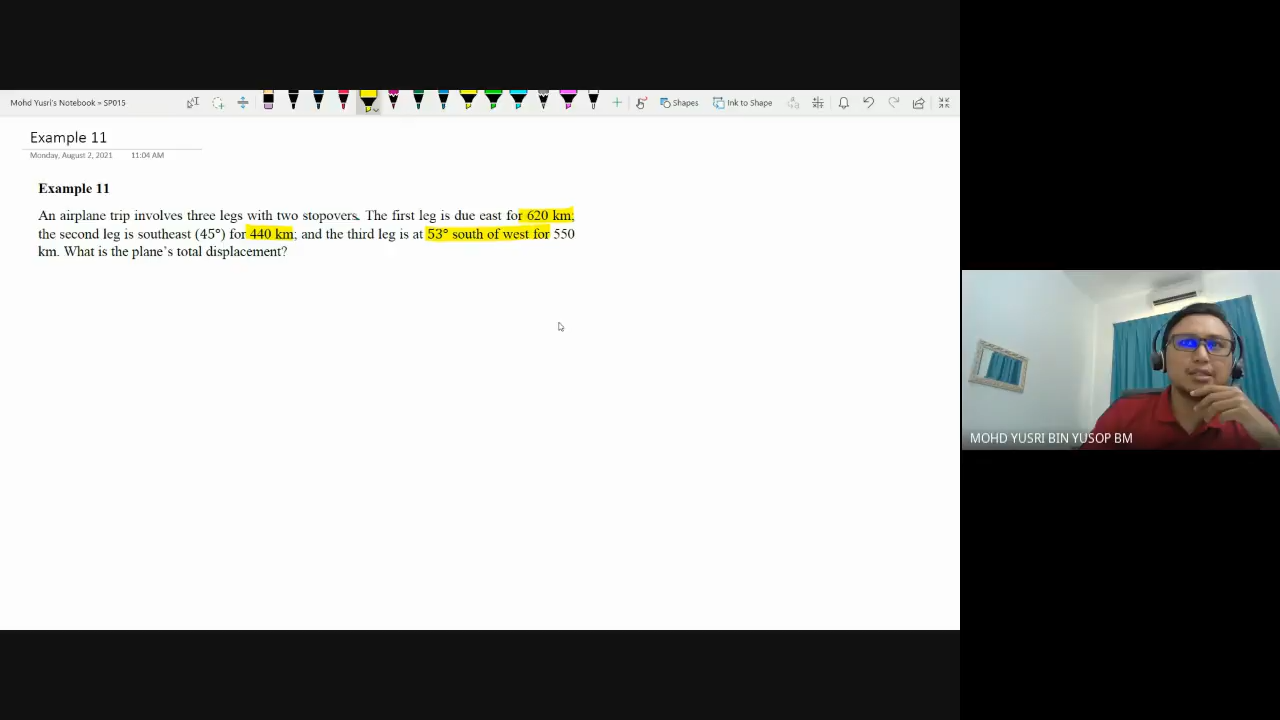 Mohd Yusri's Notebook » SP015
Shapes
Ink to Shape
Example 11
Monday, August 2, 2021 11:04 AM
Example 11
An airplane trip involves three legs with two stopovers. The first leg is due east for 620 km;
the second leg is southeast (45°) for 440 km; and the third leg is at 53° south of west for 550
km. What is the plane's total displacement?
MOHD YUSRI BIN YUSOP BM